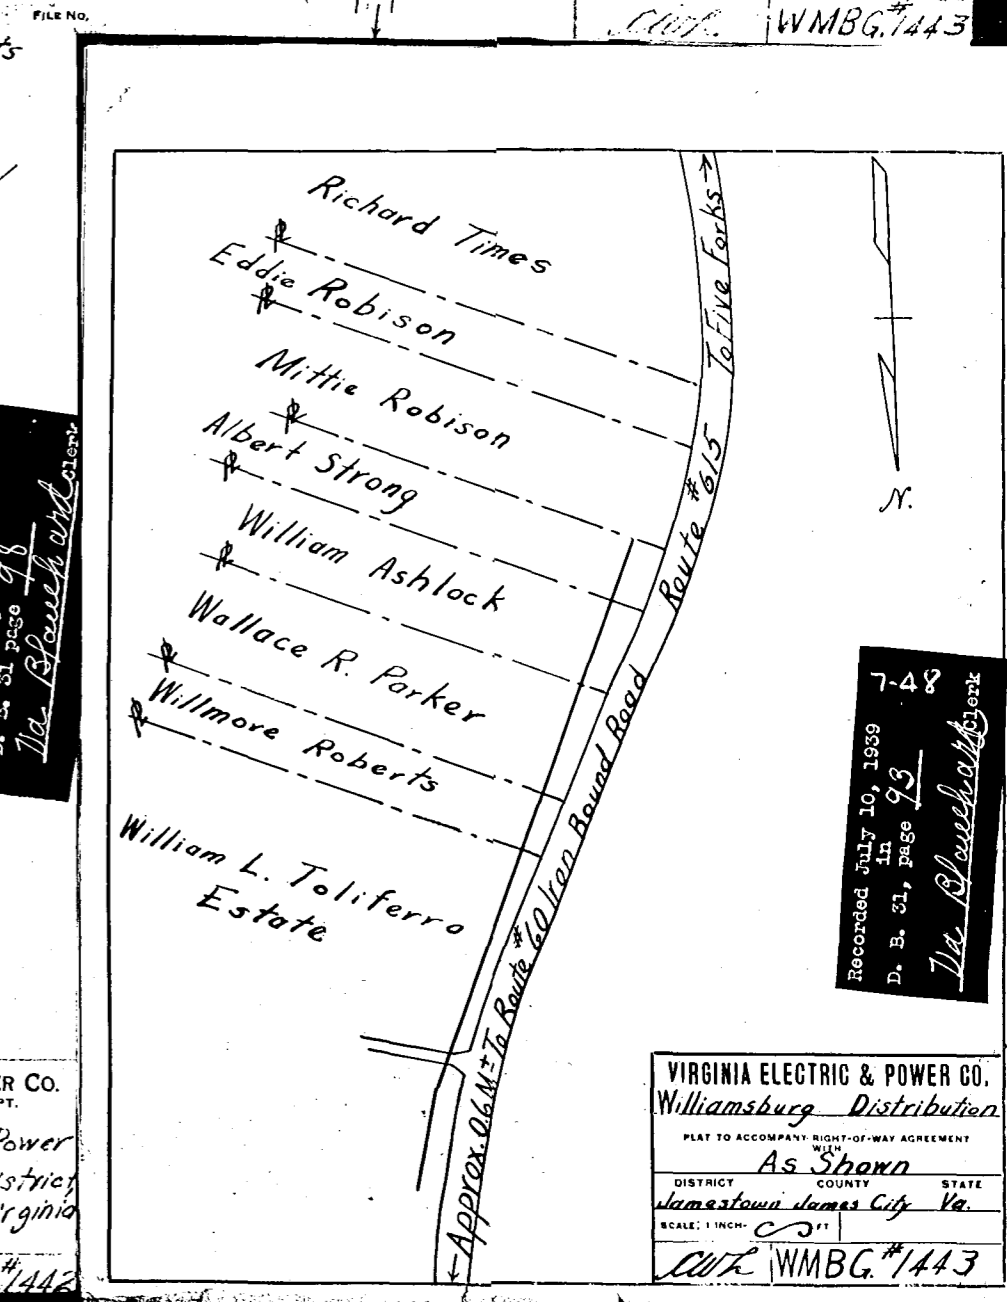 FILE NO.
WMBG. #1443
Richard Times
Eddie Robison
Mittie Robison
Albert Strong
William Ashlock
Wallace R. Parker
Willmore Roberts
William L. Toliferro
Estate
To Five Forks →
Route #615
Iron Bound Road
← Approx. 0.6 M ± To Route #60
N.
Clerk
D. B. 31 page 98
7-48
Recorded July 10, 1939
in
D. B. 31, page 93
Clerk
R CO.
PT.
Power
strict,
rginia
#1442
VIRGINIA ELECTRIC & POWER CO.
Williamsburg Distribution
PLAT TO ACCOMPANY RIGHT-OF-WAY AGREEMENT
WITH
As Shown
DISTRICT COUNTY STATE
Jamestown James City Va.
SCALE: 1 INCH- FT
CWL WMBG. #1443